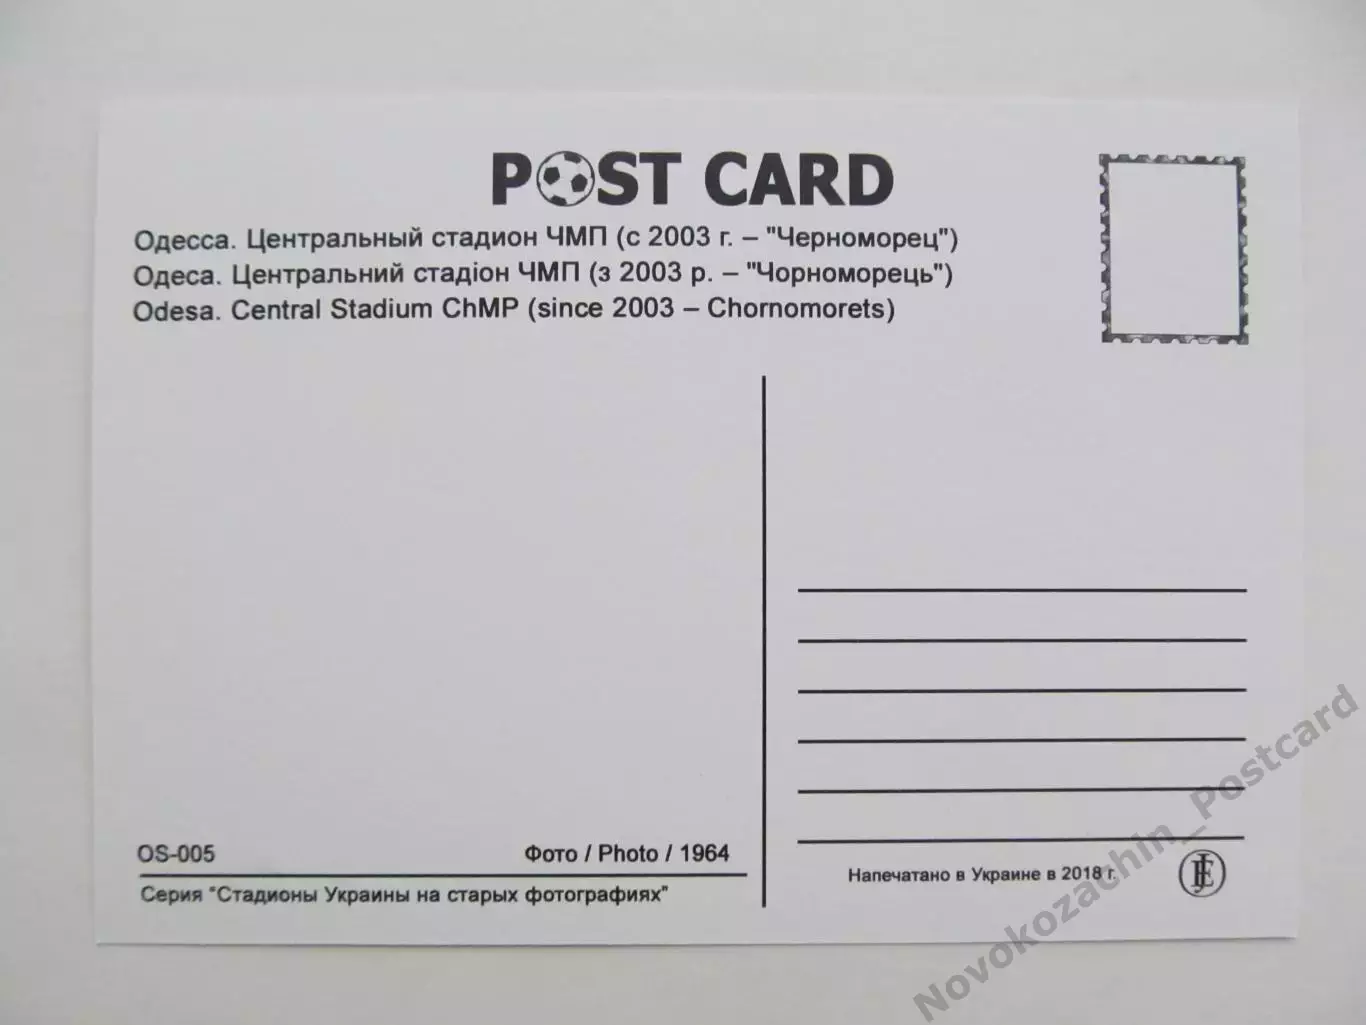 POST CARD
Одесса. Центральный стадион ЧМП (с 2003 г. – "Черноморец")
Одеса. Центральний стадіон ЧМП (з 2003 р. – "Чорноморець")
Odesa. Central Stadium ChMP (since 2003 – Chornomorets)
OS-005
Фото / Photo / 1964
Серия "Стадионы Украины на старых фотографиях"
Напечатано в Украине в 2018 г.
Novokozachin_Postcard